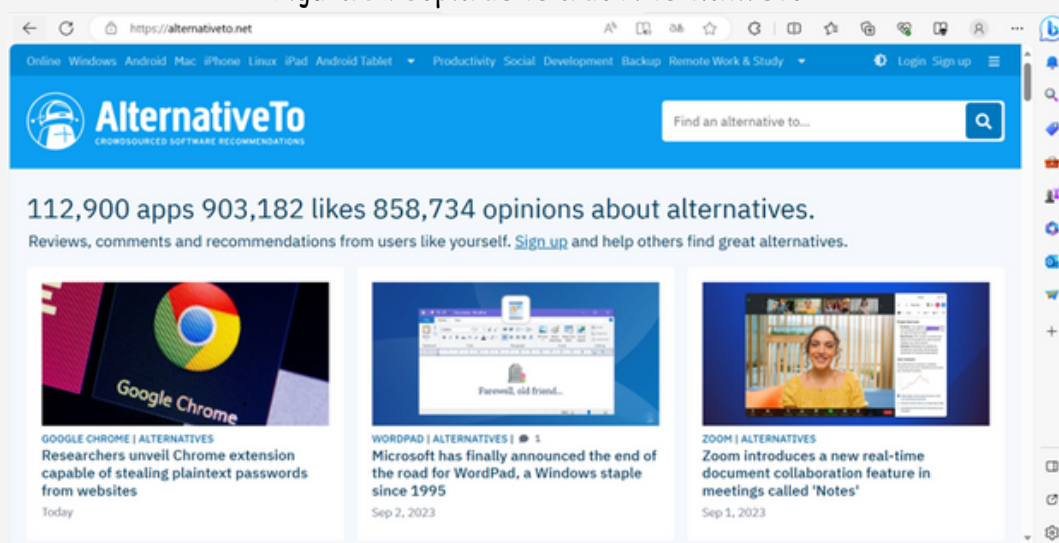 https://alternativeto.net
Online Windows Android Mac iPhone Linux iPad Android Tablet Productivity Social Development Backup Remote Work & Study Login Sign up
AlternativeTo
CROWDSOURCED SOFTWARE RECOMMENDATIONS
Find an alternative to...
112,900 apps 903,182 likes 858,734 opinions about alternatives.
Reviews, comments and recommendations from users like yourself. Sign up and help others find great alternatives.
Google Chrome
GOOGLE CHROME | ALTERNATIVES
Researchers unveil Chrome extension
capable of stealing plaintext passwords
from websites
Today
Farewell, old friend...
WORDPAD | ALTERNATIVES | 1
Microsoft has finally announced the end of
the road for WordPad, a Windows staple
since 1995
Sep 2, 2023
ZOOM | ALTERNATIVES
Zoom introduces a new real-time
document collaboration feature in
meetings called 'Notes'
Sep 1, 2023